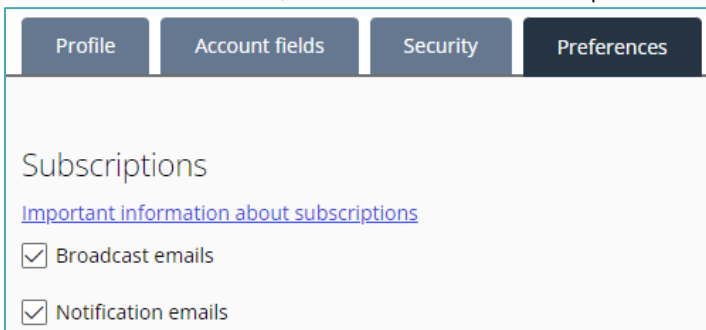 Profile
Account fields
Security
Preferences
Subscriptions
Important information about subscriptions
Broadcast emails
Notification emails